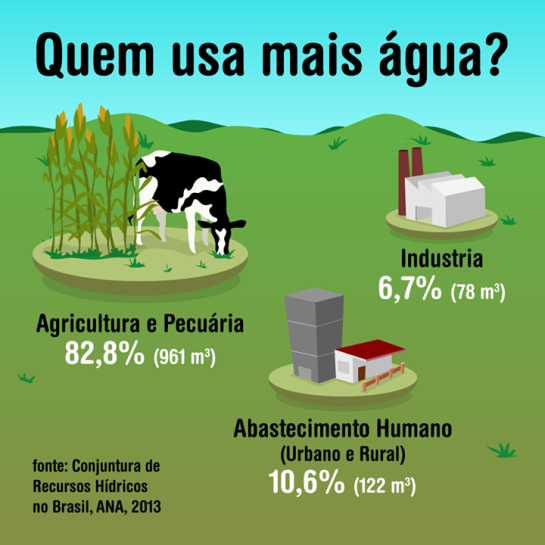 Quem usa mais água?
Industria
6,7% (78 m³)
Agricultura e Pecuária
82,8% (961 m³)
Abastecimento Humano
(Urbano e Rural)
10,6% (122 m³)
fonte: Conjuntura de
Recursos Hídricos
no Brasil, ANA, 2013